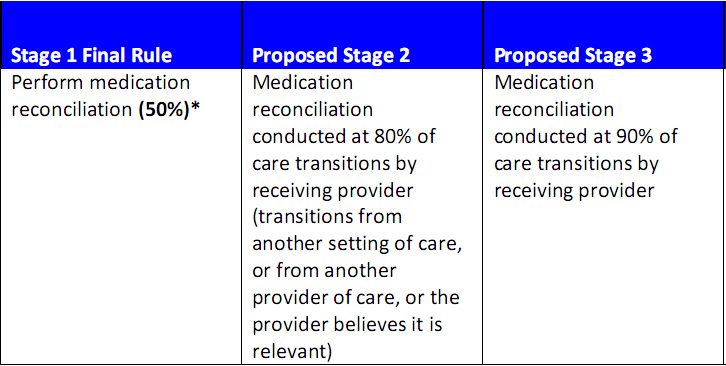 Stage 1 Final Rule
Proposed Stage 2
Proposed Stage 3
Perform medication
reconciliation (50%)*
Medication
reconciliation
conducted at 80% of
care transitions by
receiving provider
(transitions from
another setting of care,
or from another
provider of care, or the
provider believes it is
relevant)
Medication
reconciliation
conducted at 90% of
care transitions by
receiving provider